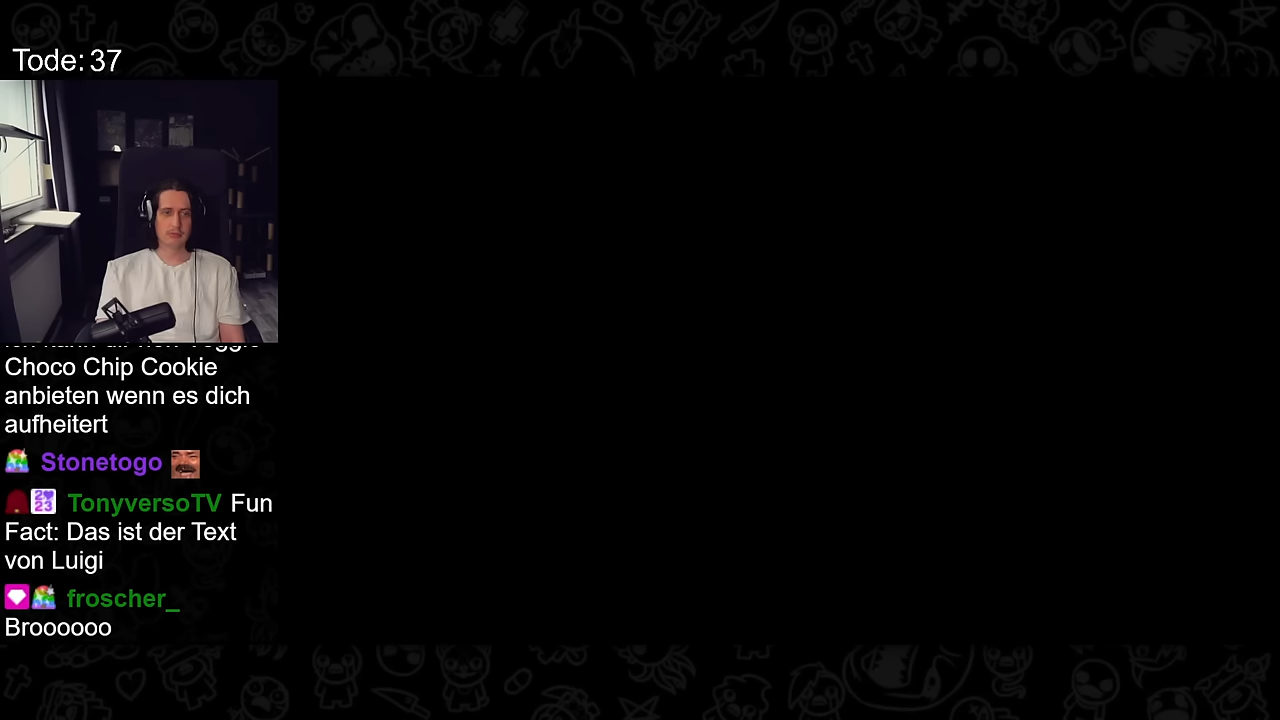 Tode: 37
Choco Chip Cookie
anbieten wenn es dich
aufheitert
Stonetogo
TonyversoTV Fun
Fact: Das ist der Text
von Luigi
froscher_
Broooooo